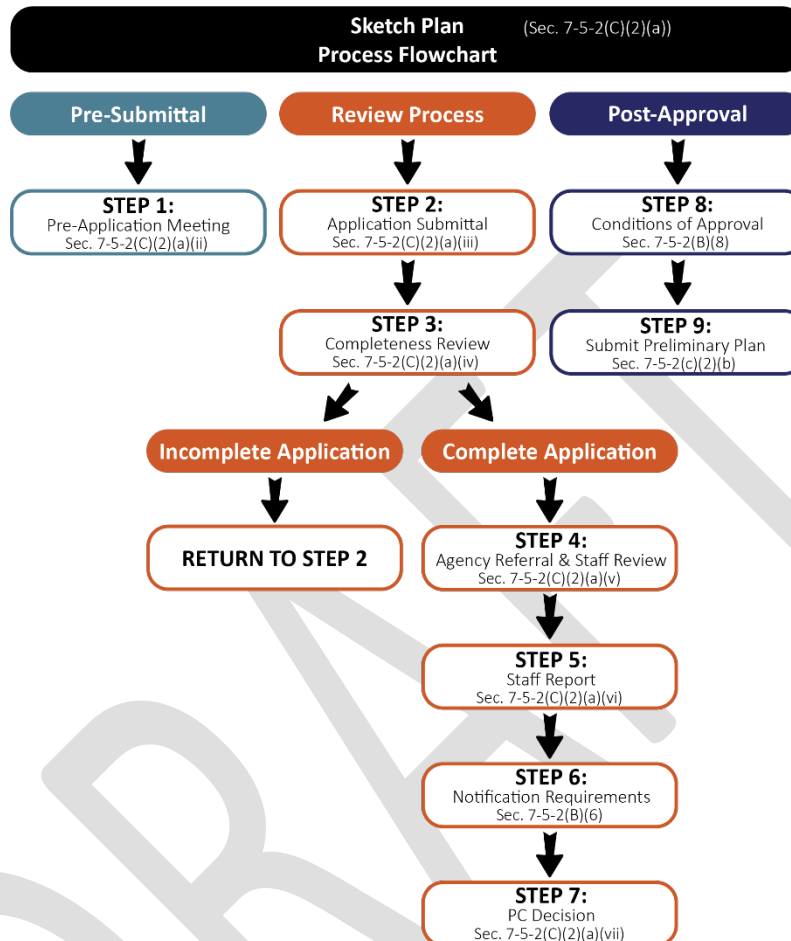 Sketch Plan (Sec. 7-5-2(C)(2)(a))
Process Flowchart
Pre-Submittal
STEP 1:
Pre-Application Meeting
Sec. 7-5-2(C)(2)(a)(ii)
Review Process
STEP 2:
Application Submittal
Sec. 7-5-2(C)(2)(a)(iii)
STEP 3:
Completeness Review
Sec. 7-5-2(C)(2)(a)(iv)
Incomplete Application
RETURN TO STEP 2
Complete Application
STEP 4:
Agency Referral & Staff Review
Sec. 7-5-2(C)(2)(a)(v)
STEP 5:
Staff Report
Sec. 7-5-2(C)(2)(a)(vi)
STEP 6:
Notification Requirements
Sec. 7-5-2(B)(6)
STEP 7:
PC Decision
Sec. 7-5-2(C)(2)(a)(vii)
Post-Approval
STEP 8:
Conditions of Approval
Sec. 7-5-2(B)(8)
STEP 9:
Submit Preliminary Plan
Sec. 7-5-2(c)(2)(b)
DRAFT